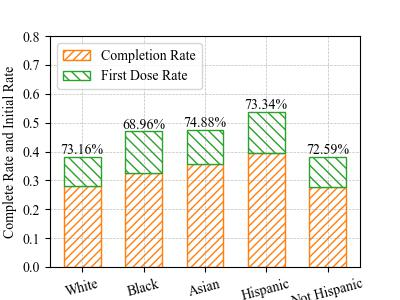 0.8
0.7
0.6
0.5
0.4
0.3
0.2
0.1
0.0
Complete Rate and Initial Rate
Completion Rate
First Dose Rate
73.16%
68.96%
74.88%
73.34%
72.59%
White
Black
Asian
Hispanic
Not Hispanic